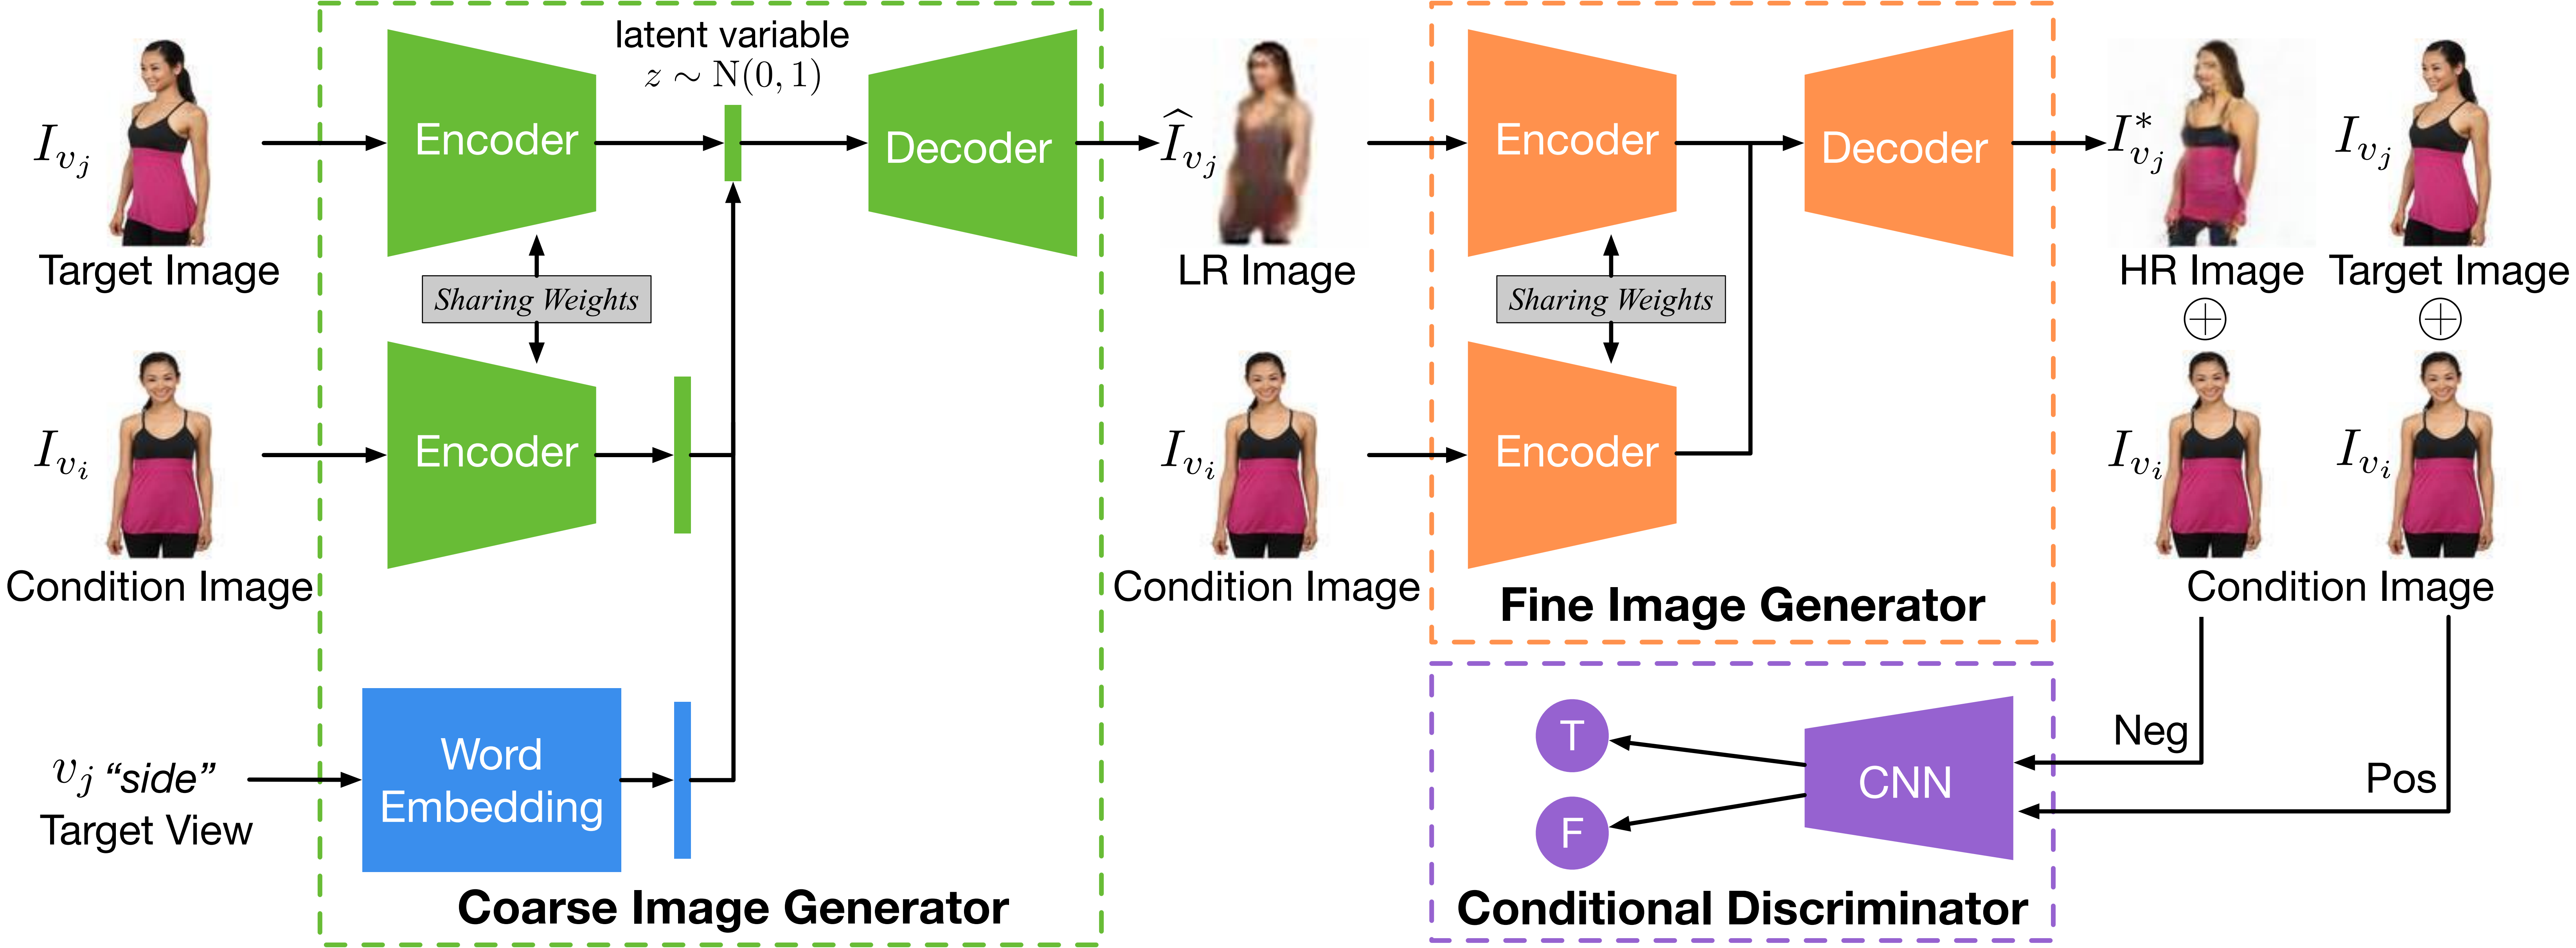 latent variable
z ∼ N(0, 1)
I_{v_j}
Target Image
Encoder
Decoder
Sharing Weights
I_{v_i}
Condition Image
Encoder
v_j “side”
Target View
Word
Embedding
Coarse Image Generator
\hat{I}_{v_j}
LR Image
I_{v_i}
Condition Image
Encoder
Decoder
Sharing Weights
Encoder
Fine Image Generator
I^*_{v_j}
HR Image
⊕
I_{v_j}
Target Image
⊕
I_{v_i}
I_{v_i}
Condition Image
Neg
Pos
CNN
T
F
Conditional Discriminator